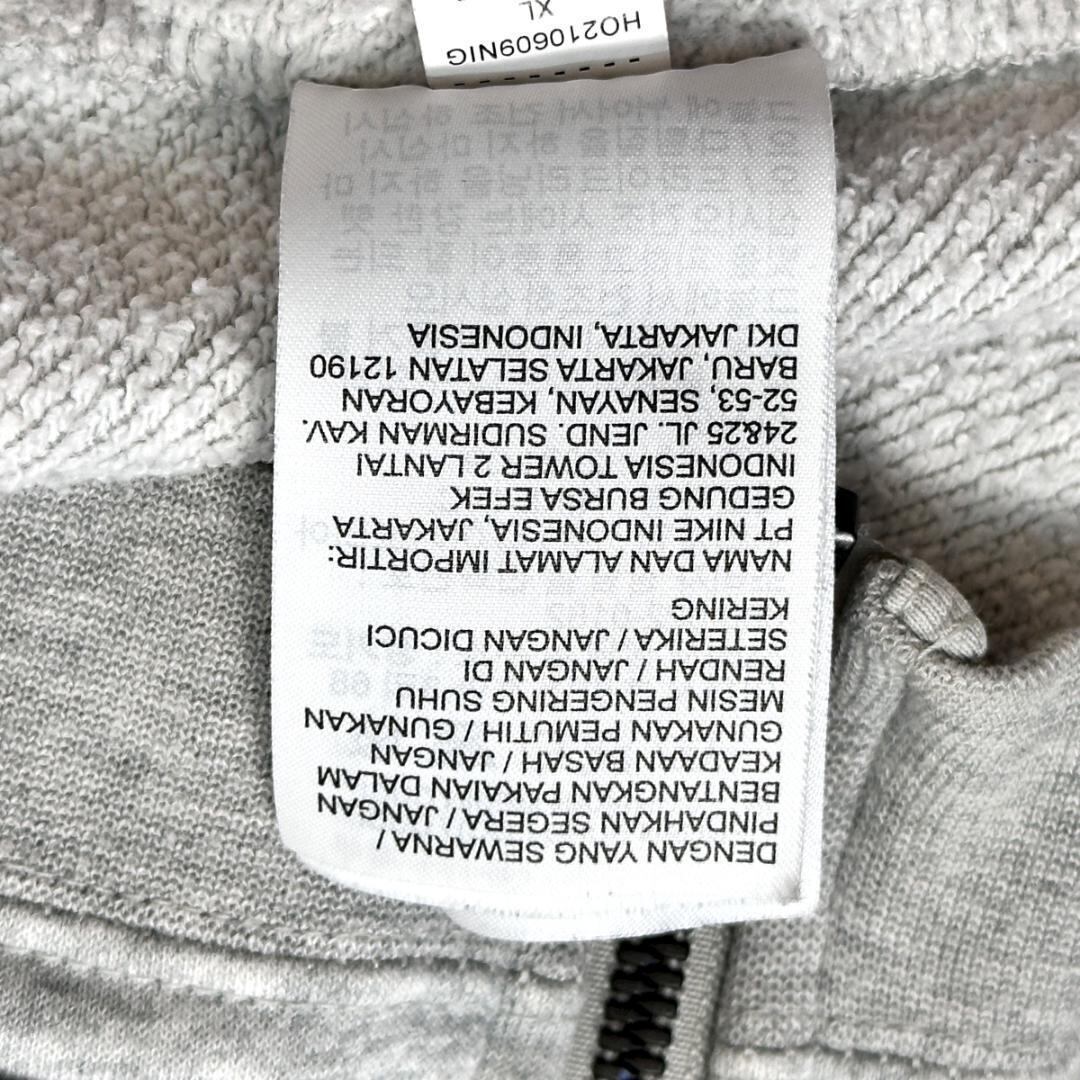 DENGAN YANG SEWARNA /
PINDAHKAN SEGERA / JANGAN
BENTANGKAN PAKAIAN DALAM
KEADAAN BASAH / JANGAN
GUNAKAN PEMUTIH / GUNAKAN
MESIN PENGERING SUHU
RENDAH / JANGAN DI
SETERIKA / JANGAN DICUCI
KERING
NAMA DAN ALAMAT IMPORTIR:
PT NIKE INDONESIA, JAKARTA
GEDUNG BURSA EFEK
INDONESIA TOWER 2 LANTAI
24&25 JL. JEND. SUDIRMAN KAV.
52-53, SENAYAN, KEBAYORAN
BARU, JAKARTA SELATAN 12190
DKI JAKARTA, INDONESIA
HO210609NIG
XL